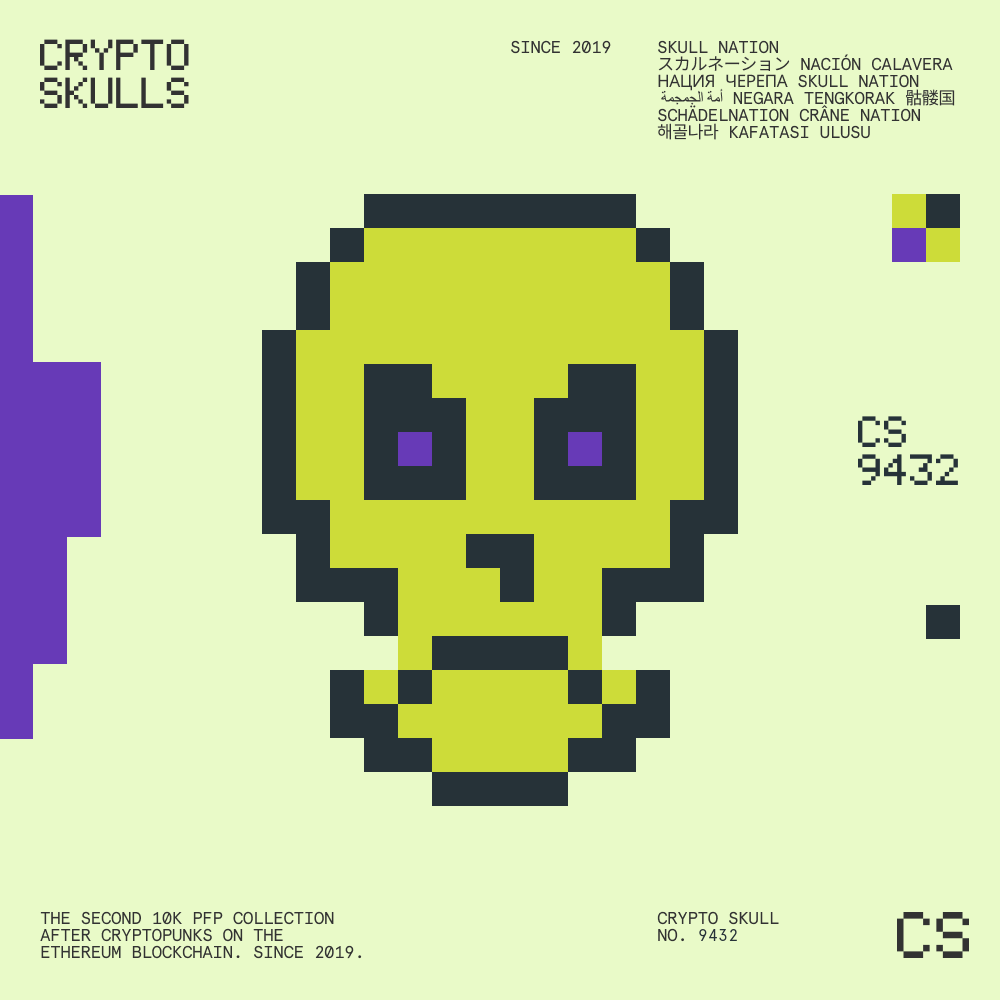 CRYPTO
SKULLS
SINCE 2019
SKULL NATION
スカルネーション NACIÓN CALAVERA
НАЦИЯ ЧЕРЕПА SKULL NATION
أمة الجمجمة NEGARA TENGKORAK 骷髅国
SCHÄDELNATION CRÂNE NATION
해골나라 KAFATASI ULUSU
CS
9432
THE SECOND 10K PFP COLLECTION
AFTER CRYPTOPUNKS ON THE
ETHEREUM BLOCKCHAIN. SINCE 2019.
CRYPTO SKULL
NO. 9432
CS